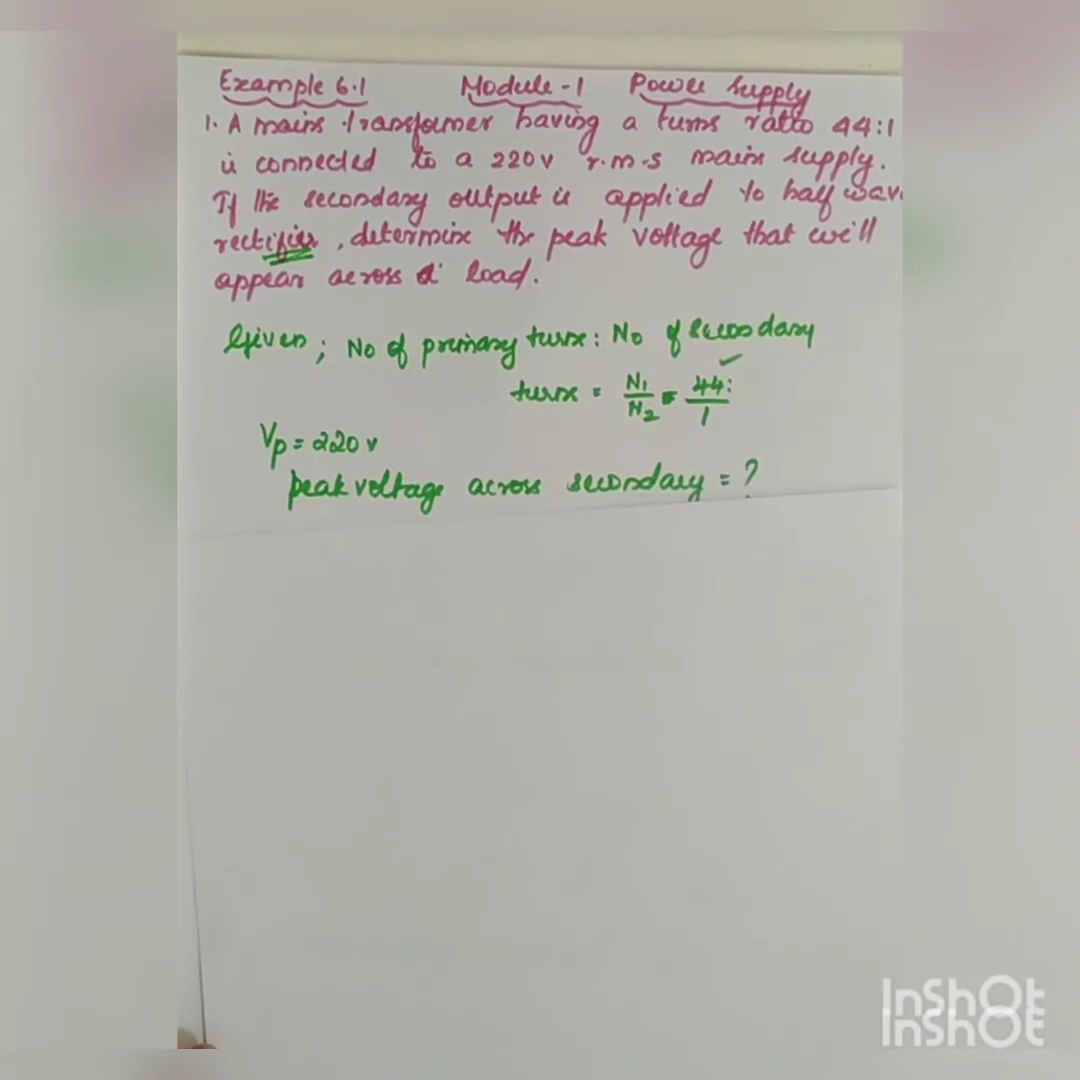 Example 6.1 Module-1 Power Supply
1. A mains transformer having a turns ratio 44:1
is connected to a 220V r.m.s mains supply.
If the secondary output is applied to half wave
rectifier, determine the peak voltage that will
appear across a load.
Given; No of primary turns: No of secondary
turns = N1/N2 = 44:/1
Vp = 220v
peak voltage across secondary = ?
InShOt
InShOt